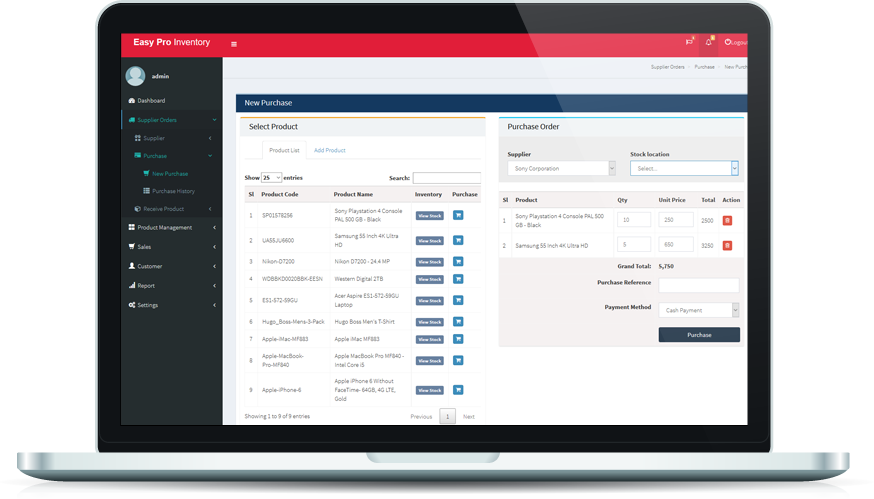 Easy Pro Inventory
4
8
Logout
admin
Supplier Orders > Purchase > New Purch
Dashboard
Supplier Orders
Supplier
Purchase
New Purchase
Purchase History
Receive Product
Product Management
Sales
Customer
Report
Settings
New Purchase
Select Product
Product List Add Product
Show 25 entries Search:
Sl Product Code Product Name Inventory Purchase
1 SP01578256 Sony Playstation 4 Console
PAL 500 GB - Black View Stock
2 UA55JU6600 Samsung 55 Inch 4K Ultra
HD View Stock
3 Nikon-D7200 Nikon D7200 - 24.4 MP View Stock
4 WDBBKD0020BBK-EESN Western Digital 2TB View Stock
5 ES1-572-59GU Acer Aspire ES1-572-59GU
Laptop View Stock
6 Hugo_Boss-Mens-3-Pack Hugo Boss Men's T-Shirt View Stock
7 Apple-iMac-MF883 Apple iMac MF883 View Stock
8 Apple-MacBook-
Pro-MF840 Apple MacBook Pro MF840 -
Intel Core i5 View Stock
9 Apple-iPhone-6 Apple iPhone 6 Without
FaceTime- 64GB, 4G LTE,
Gold View Stock
Showing 1 to 9 of 9 entries
Previous 1 Next
Purchase Order
Supplier Stock location
Sony Corporation Select...
Sl Product Qty Unit Price Total Action
1 Sony Playstation 4 Console PAL 500
GB - Black 10 250 2500
2 Samsung 55 Inch 4K Ultra HD 5 650 3250
Grand Total: 5,750
Purchase Reference
Payment Method Cash Payment
Purchase